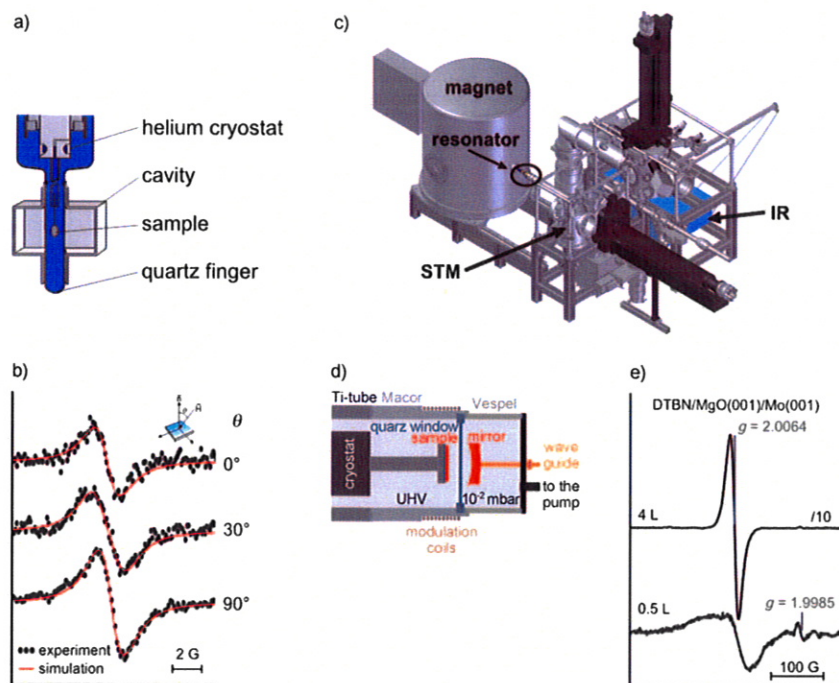 a)
helium cryostat
cavity
sample
quartz finger
c)
magnet
resonator
STM
IR
b)
θ
0°
30°
90°
experiment
simulation
2 G
d)
Ti-tube Macor Vespel
quarz window
sample mirror
cryostat
wave
guide
to the
pump
UHV
10⁻² mbar
modulation
coils
e)
DTBN/MgO(001)/Mo(001)
g = 2.0064
4 L
/10
0.5 L
g = 1.9985
100 G